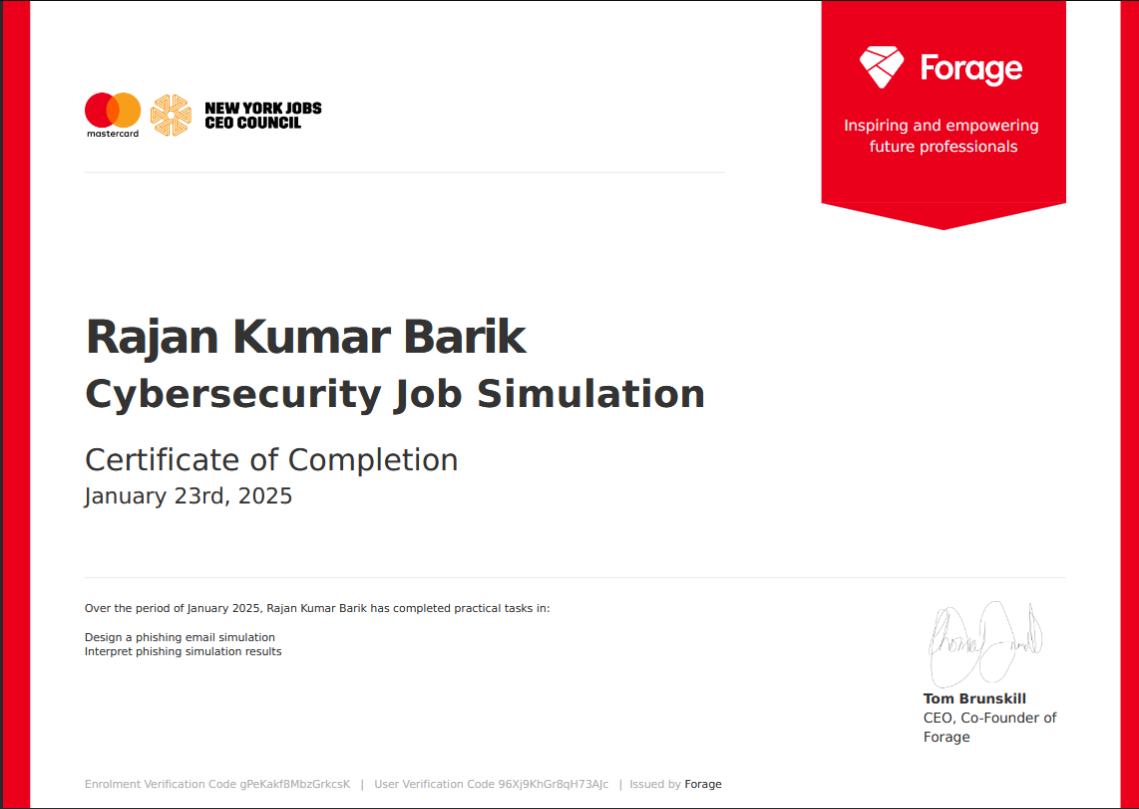 mastercard
NEW YORK JOBS
CEO COUNCIL
Forage
Inspiring and empowering
future professionals
Rajan Kumar Barik
Cybersecurity Job Simulation
Certificate of Completion
January 23rd, 2025
Over the period of January 2025, Rajan Kumar Barik has completed practical tasks in:
Design a phishing email simulation
Interpret phishing simulation results
Tom Brunskill
CEO, Co-Founder of
Forage
Enrolment Verification Code gPeKakf8MbzGrkcsK | User Verification Code 96Xj9KhGr8qH73AJc | Issued by Forage